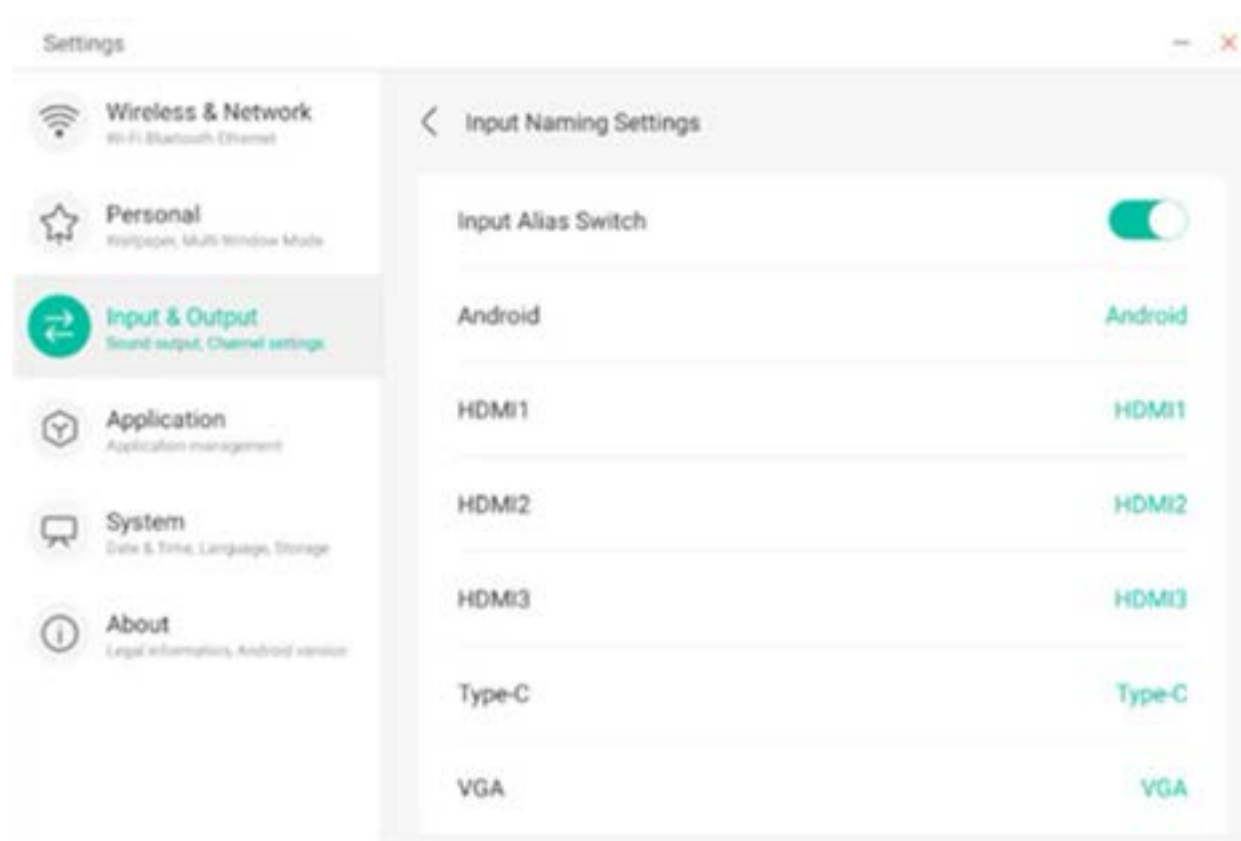 Settings
Wireless & Network
Wi-Fi Bluetooth Ethernet
Personal
Wallpaper, Multi-Window Mode
Input & Output
Sound output, Channel settings
Application
Application management
System
Date & Time, Language, Storage
About
Legal information, Android version
Input Naming Settings
Input Alias Switch
Android Android
HDMI1 HDMI1
HDMI2 HDMI2
HDMI3 HDMI3
Type-C Type-C
VGA VGA